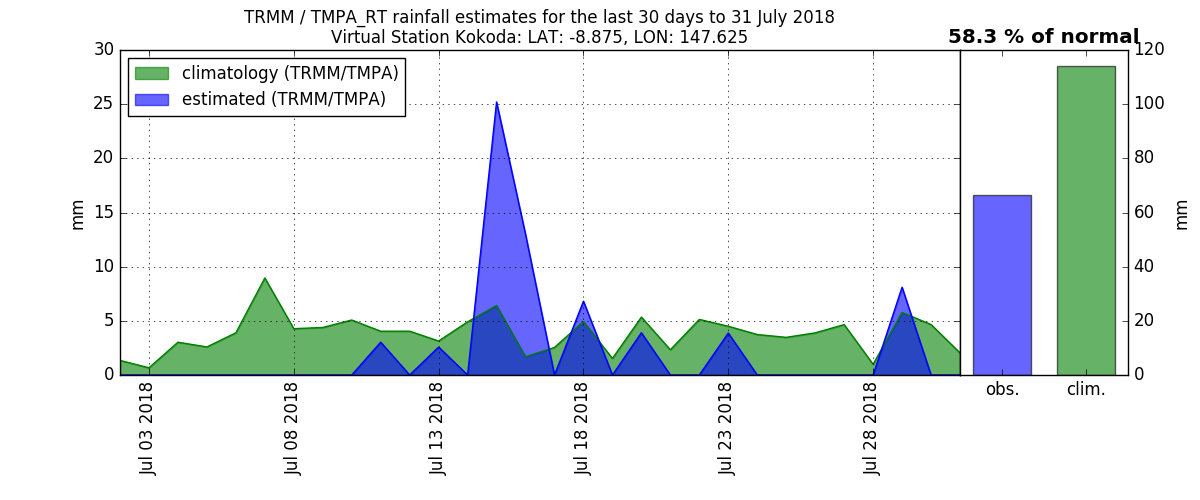 TRMM / TMPA_RT rainfall estimates for the last 30 days to 31 July 2018
Virtual Station Kokoda: LAT: -8.875, LON: 147.625
58.3 % of normal
climatology (TRMM/TMPA)
estimated (TRMM/TMPA)
30
25
20
15
10
5
0
mm
Jul 03 2018
Jul 08 2018
Jul 13 2018
Jul 18 2018
Jul 23 2018
Jul 28 2018
120
100
80
60
40
20
0
mm
obs.
clim.